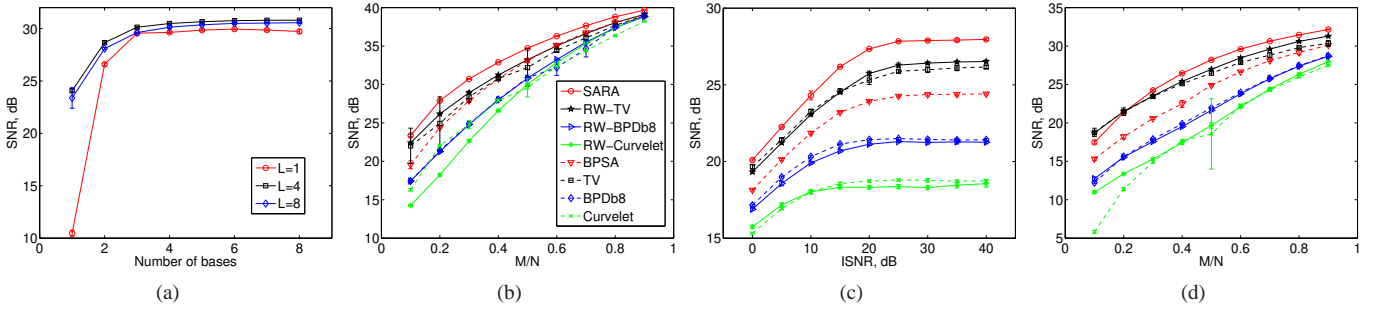 SNR, dB
30
25
20
15
10
0
2
4
6
8
Number of bases
L=1
L=4
L=8
(a)
SNR, dB
40
35
30
25
20
15
10
0
0.2
0.4
0.6
0.8
1
M/N
SARA
RW-TV
RW-BPDb8
RW-Curvelet
BPSA
TV
BPDb8
Curvelet
(b)
SNR, dB
30
25
20
15
0
10
20
30
40
ISNR, dB
(c)
SNR, dB
35
30
25
20
15
10
5
0
0.2
0.4
0.6
0.8
1
M/N
(d)